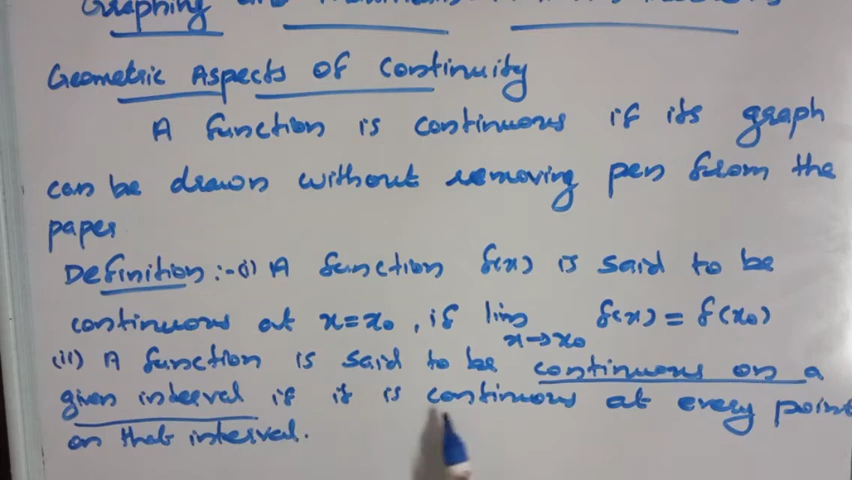 Graphing
Geometric Aspects of Continuity
A function is continuous if its graph
can be drawn without removing pen from the
paper
Definition :- (i) A function f(x) is said to be
continuous at x=x₀, if lim f(x) = f(x₀)
x→x₀
(ii) A function is said to be continuous on a
given interval if it is continuous at every point
on that interval.